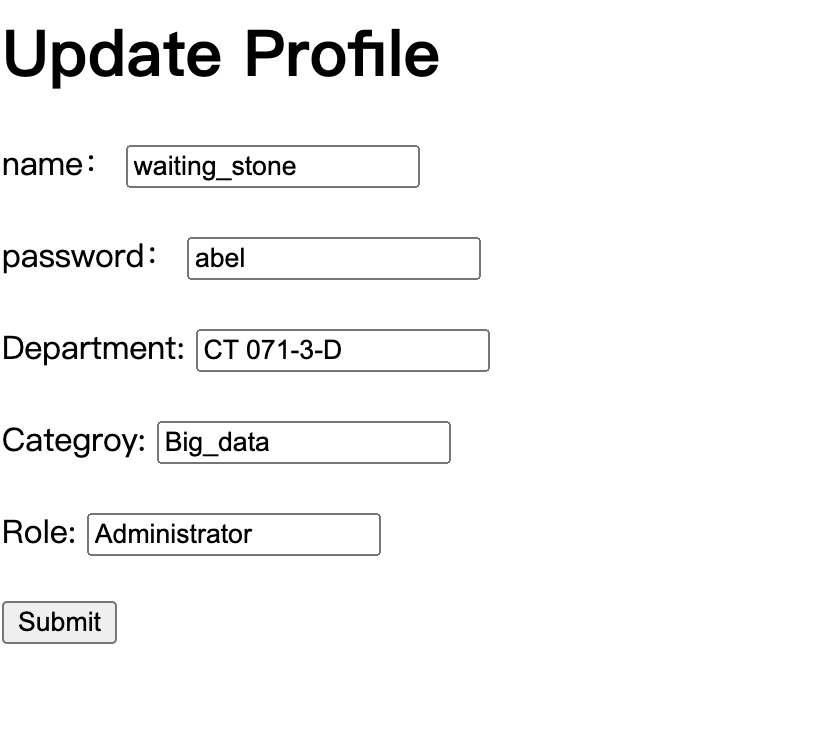 Update Profile
name： waiting_stone
password： abel
Department: CT 071-3-D
Categroy: Big_data
Role: Administrator
Submit